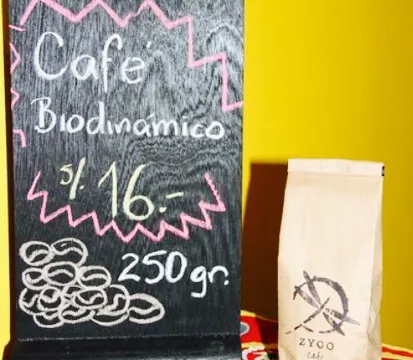 Café
Biodinámico
s/. 16.-
250 gr.
ZYGO
Café